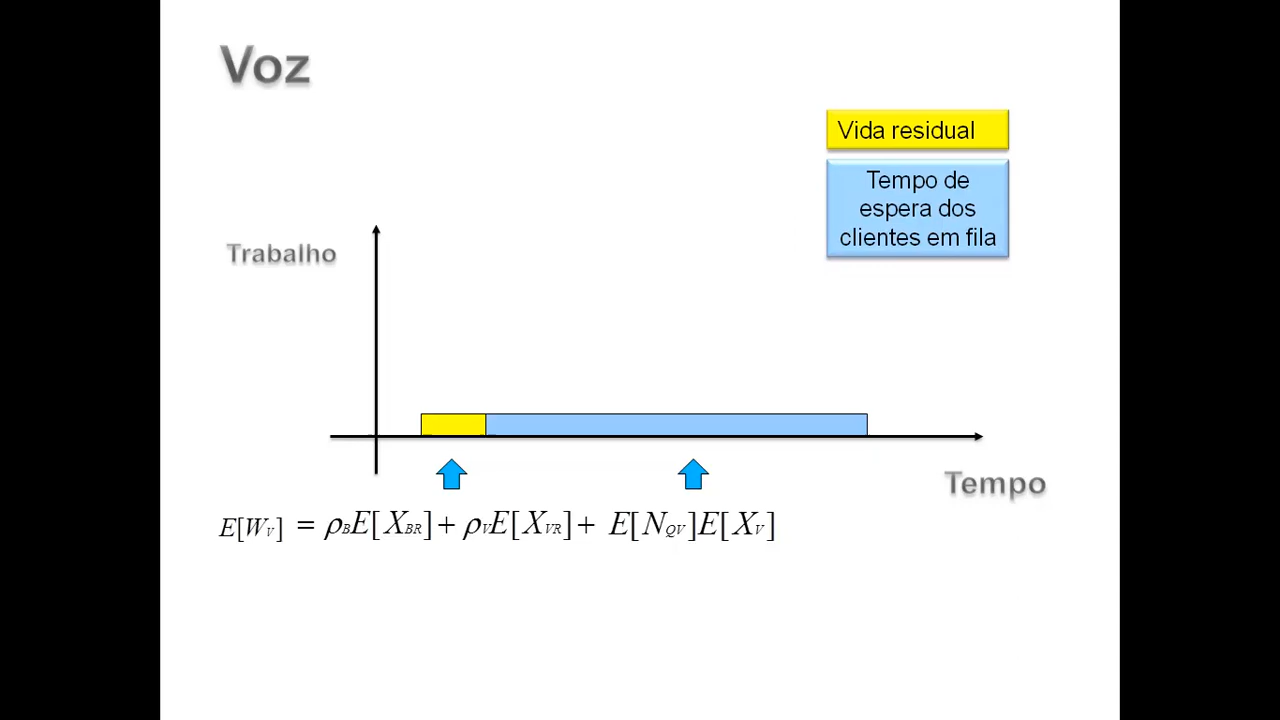 Voz
Vida residual
Tempo de
espera dos
clientes em fila
Trabalho
Tempo
E[W_V] = ρ_B E[X_BR] + ρ_V E[X_VR] + E[N_QV]E[X_V]